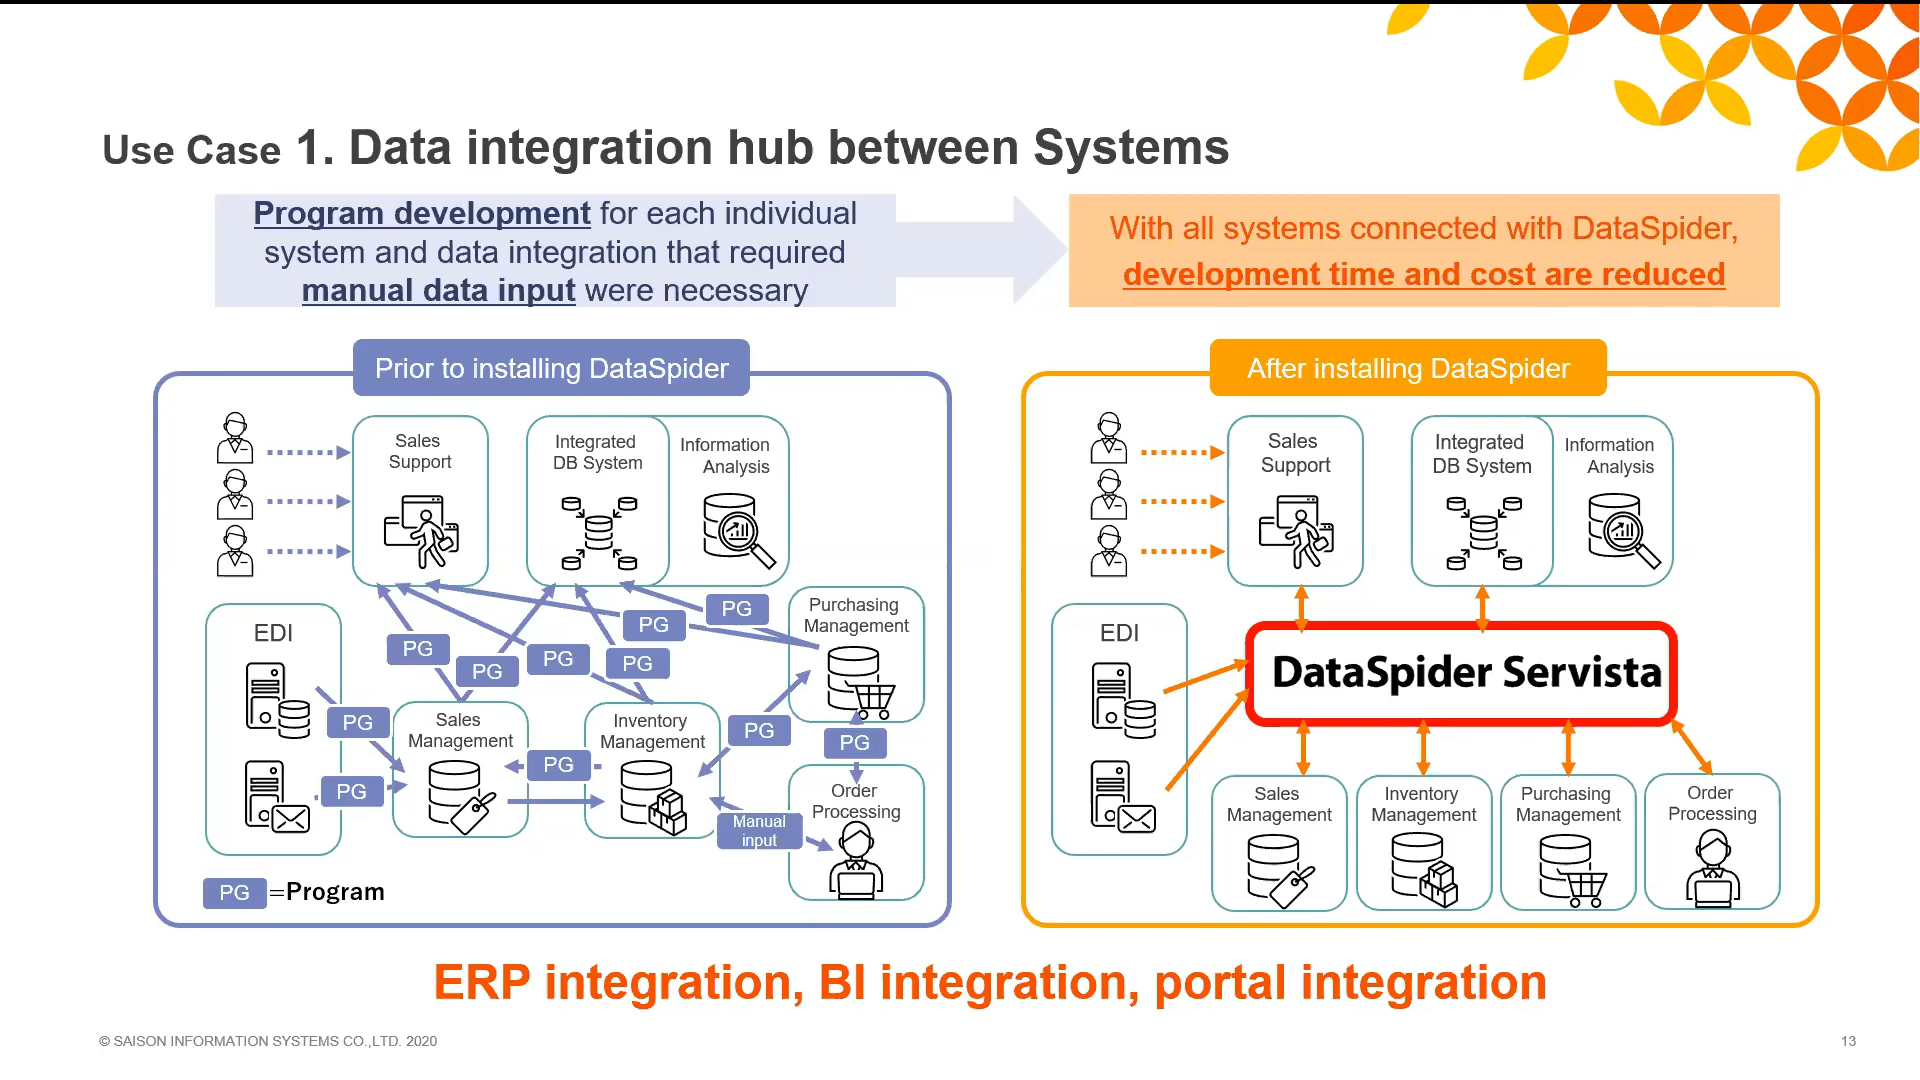 Use Case 1. Data integration hub between Systems
Program development for each individual
system and data integration that required
manual data input were necessary
With all systems connected with DataSpider,
development time and cost are reduced
Prior to installing DataSpider
Sales
Support
Integrated
DB System
Information
Analysis
PG
PG
Purchasing
Management
EDI
PG
PG
PG
PG
PG
Sales
Management
Inventory
Management
PG
PG
PG
PG
Order
Processing
Manual
input
PG
=Program
After installing DataSpider
Sales
Support
Integrated
DB System
Information
Analysis
EDI
DataSpider Servista
Sales
Management
Inventory
Management
Purchasing
Management
Order
Processing
ERP integration, BI integration, portal integration
© SAISON INFORMATION SYSTEMS CO.,LTD. 2020
13